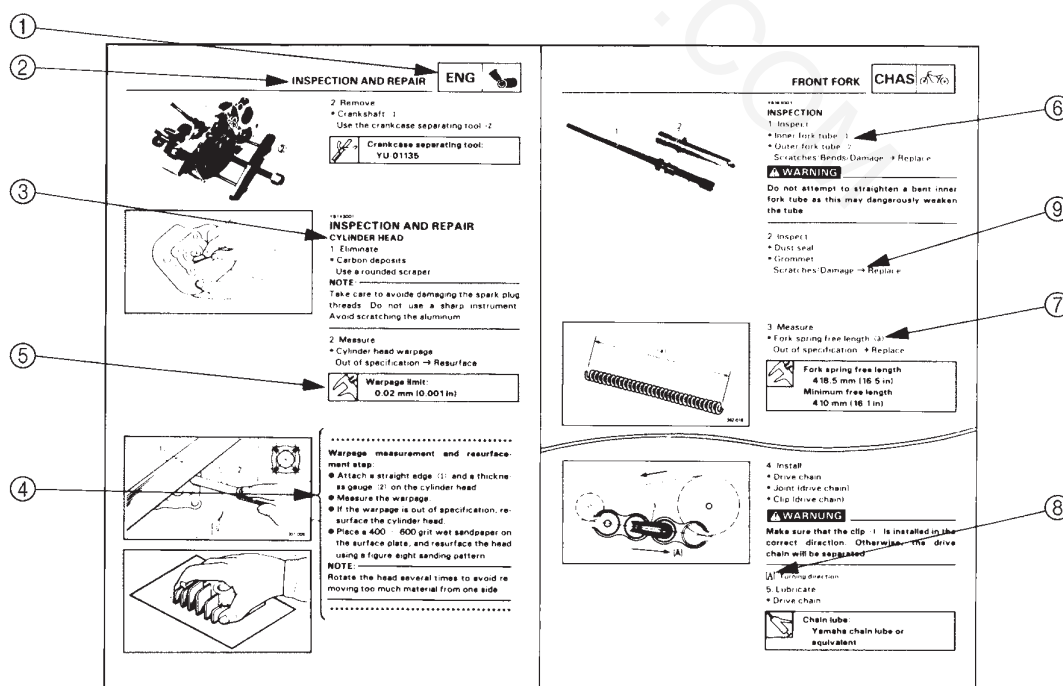 ①
②
INSPECTION AND REPAIR
ENG
2 Remove
* Crankshaft 1
Use the crankcase separating tool 2
②
Crankcase separating tool:
YU 01135
③
INSPECTION AND REPAIR
CYLINDER HEAD
1 Eliminate
* Carbon deposits
Use a rounded scraper
NOTE:
Take care to avoide damaging the spark plug
threads Do not use a sharp instrument
Avoid scratching the aluminum
2 Measure
* Cylinder head warpage
Out of specification → Resurface
⑤
Warpage limit:
0.02 mm (0.001 in)
④
Warpage measurement and resurface-
ment step:
● Attach a straight edge (1) and a thickne-
ss gauge (2) on the cylinder head
● Measure the warpage.
● If the warpage is out of specification, re-
surface the cylinder head.
● Place a 400 600 grit wet sandpaper on
the surface plate, and resurface the head
using a figure eight sanding pattern
NOTE:
Rotate the head several times to avoid re
moving too much material from one side
FRONT FORK
CHAS
1
2
INSPECTION
1 Inspect
* Inner fork tube 1
* Outer fork tube 2
Scratches/Bends/Damage → Replace
⑥
WARNING
Do not attempt to straighten a bent inner
fork tube as this may dangerously weaken
the tube
⑨
2 Inspect
* Dust seal
* Grommet
Scratches/Damage → Replace
⑦
3 Measure
* Fork spring free length (a)
Out of specification → Replace
Fork spring free length
418.5 mm (16 5 in)
Minimum free length
410 mm (16 1 in)
4 Install
* Drive chain
* Joint (drive chain)
* Clip (drive chain)
WARNUNG
Make sure that the clip 1 is installed in the
correct direction. Otherwise, the drive
chain will be separated
⑧
[A]
[A] Turning direction
5. Lubricate
* Drive chain
Chain lube:
Yamaha chain lube or
equivalent
.COM